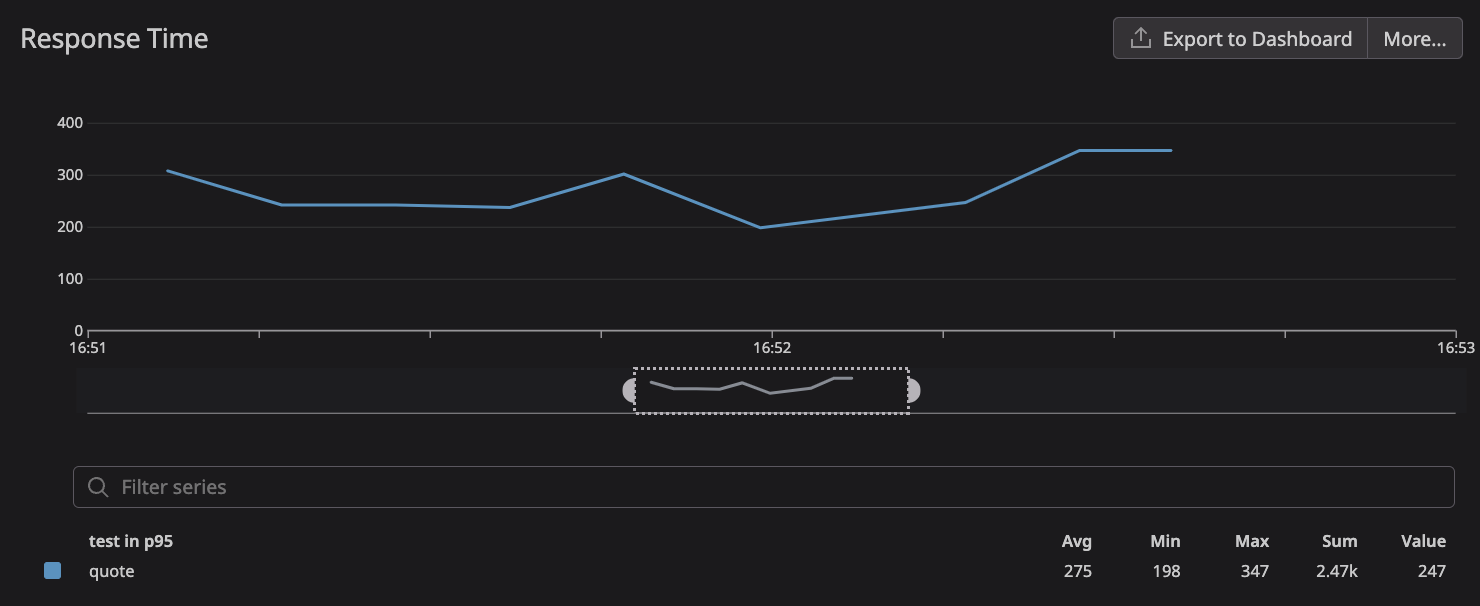 Response Time
Export to Dashboard More...
400
300
200
100
0
16:51 16:52 16:53
Filter series
test in p95 Avg Min Max Sum Value
quote 275 198 347 2.47k 247